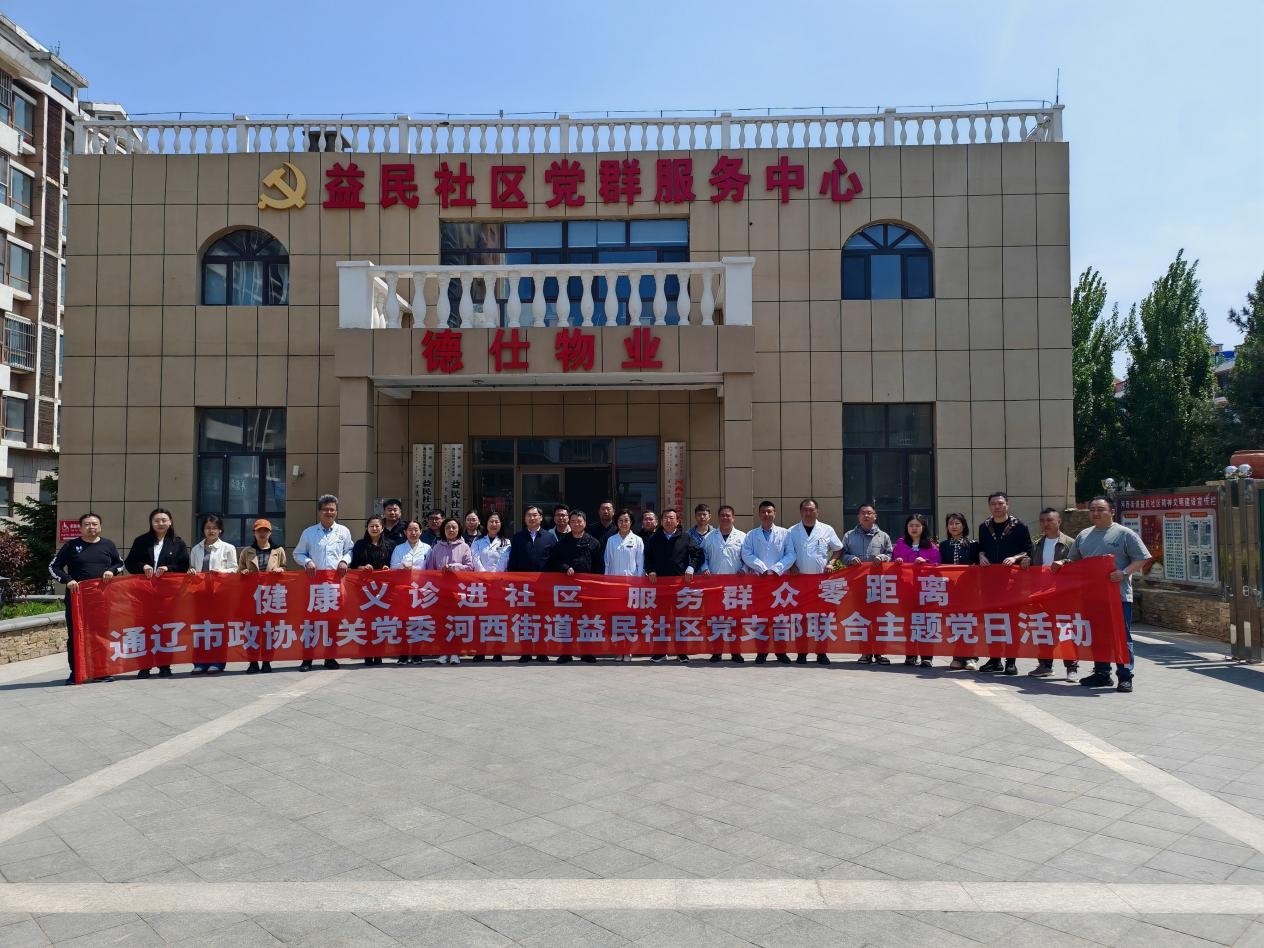 益民社区党群服务中心
德仕物业
健康义诊进社区 服务群众零距离
通辽市政协机关党委 河西街道益民社区党支部联合主题党日活动